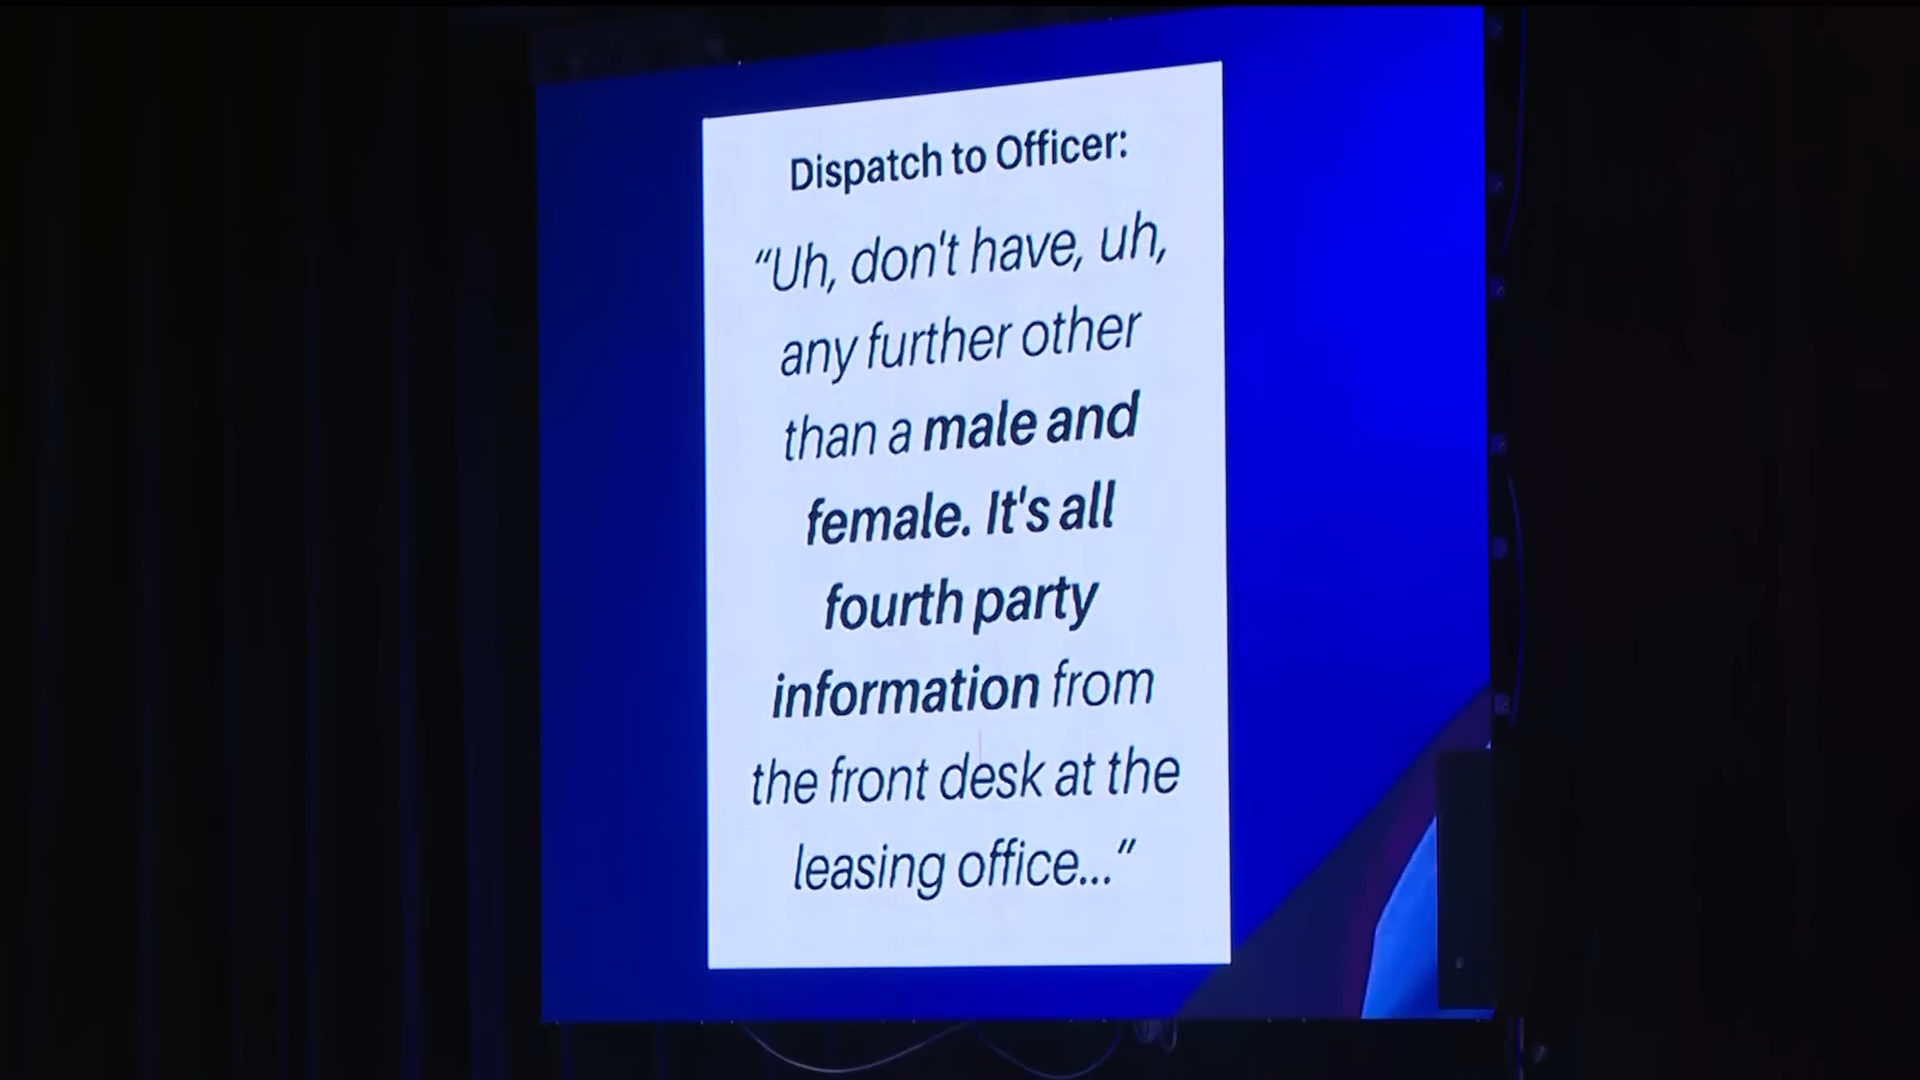 Dispatch to Officer:
“Uh, don't have, uh,
any further other
than a male and
female. It's all
fourth party
information from
the front desk at the
leasing office...”